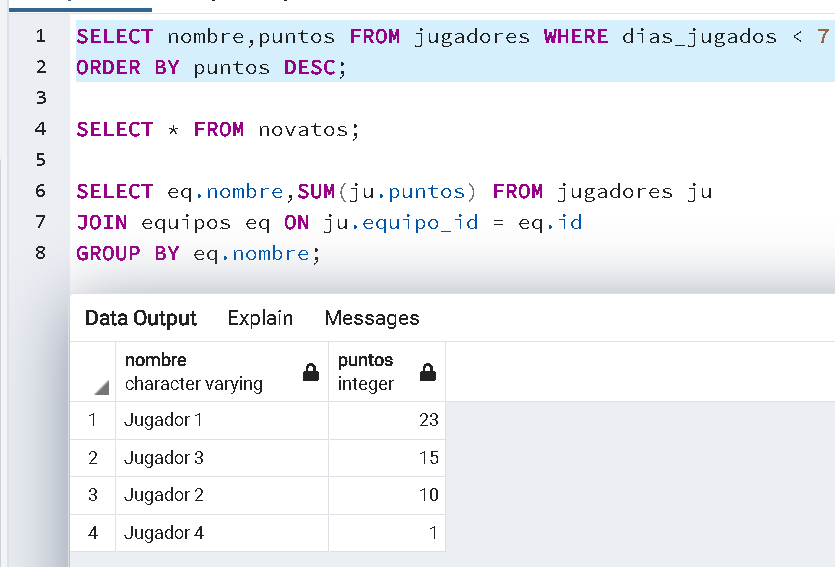 1 SELECT nombre,puntos FROM jugadores WHERE dias_jugados < 7
2 ORDER BY puntos DESC;
3
4 SELECT * FROM novatos;
5
6 SELECT eq.nombre,SUM(ju.puntos) FROM jugadores ju
7 JOIN equipos eq ON ju.equipo_id = eq.id
8 GROUP BY eq.nombre;
Data Output Explain Messages
nombre puntos
character varying integer
1 Jugador 1 23
2 Jugador 3 15
3 Jugador 2 10
4 Jugador 4 1